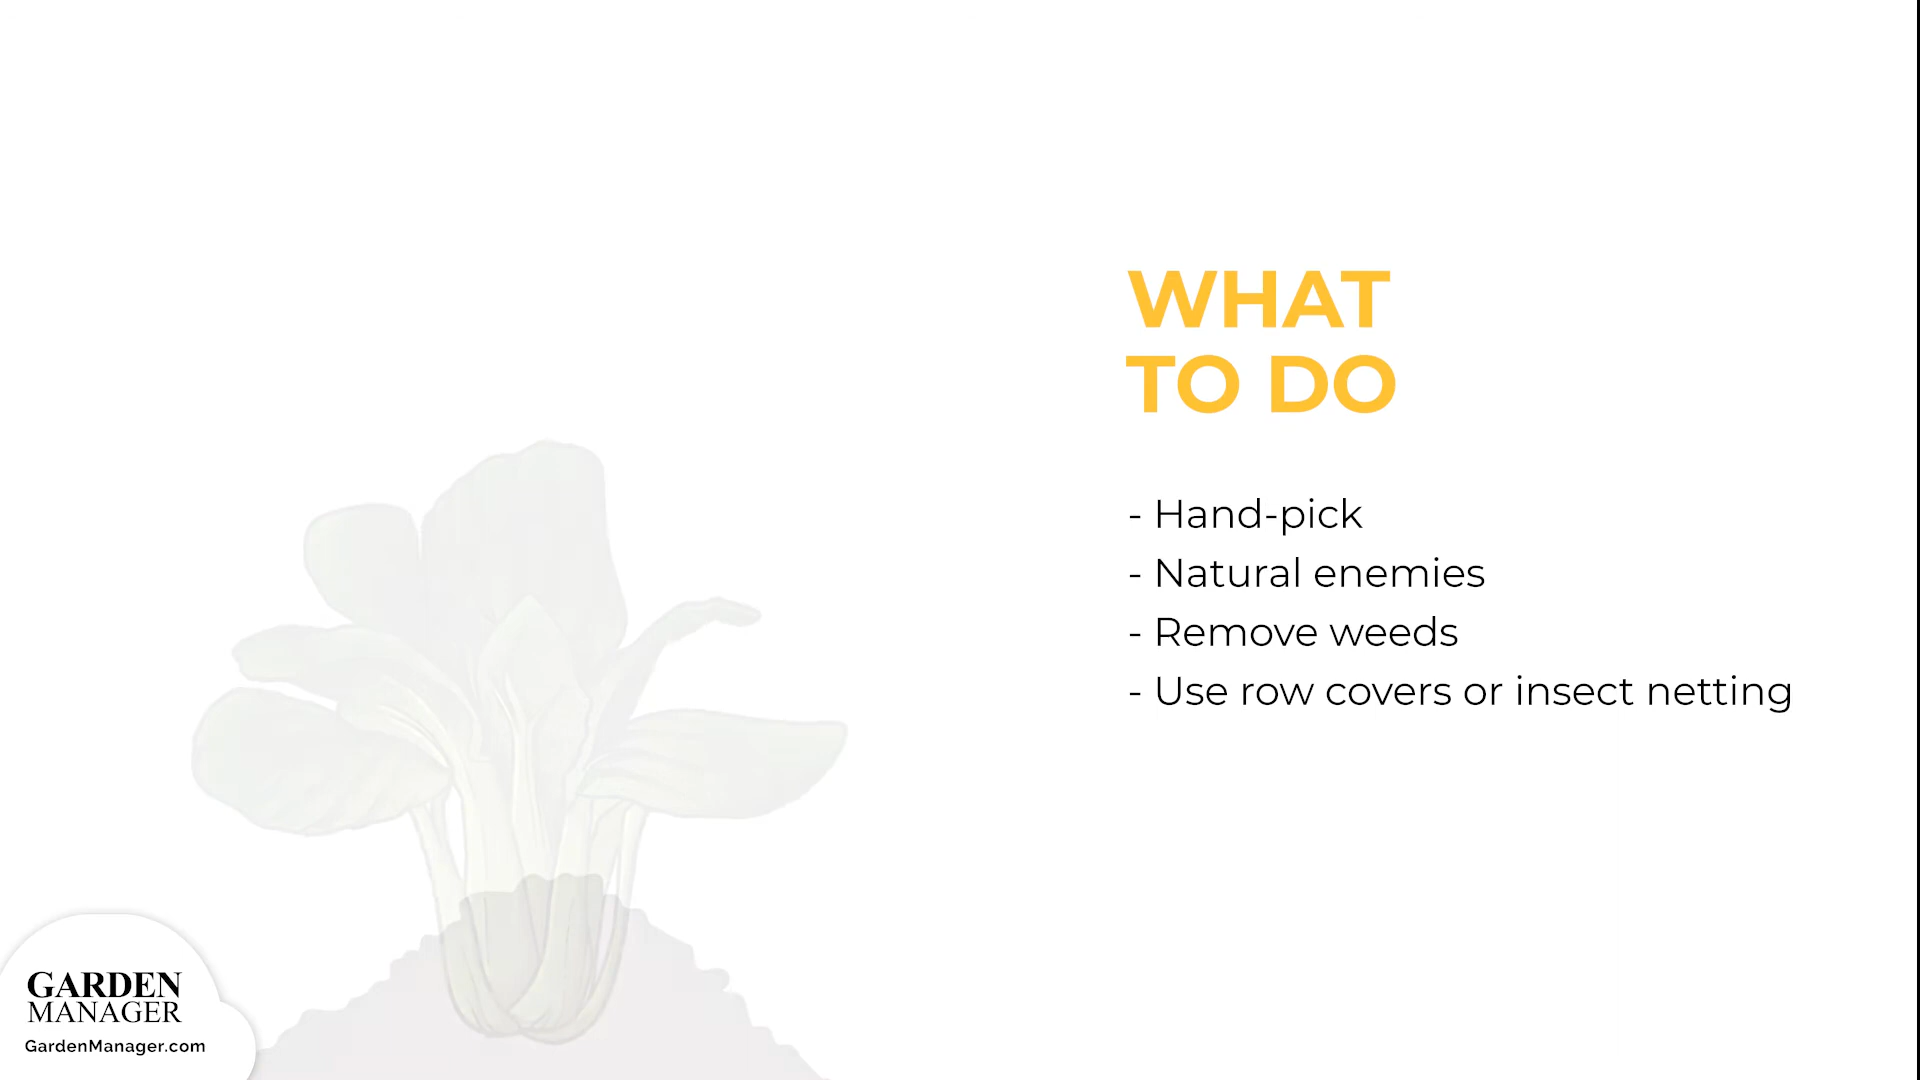 WHAT
TO DO
- Hand-pick
- Natural enemies
- Remove weeds
- Use row covers or insect netting
GARDEN
MANAGER
GardenManager.com